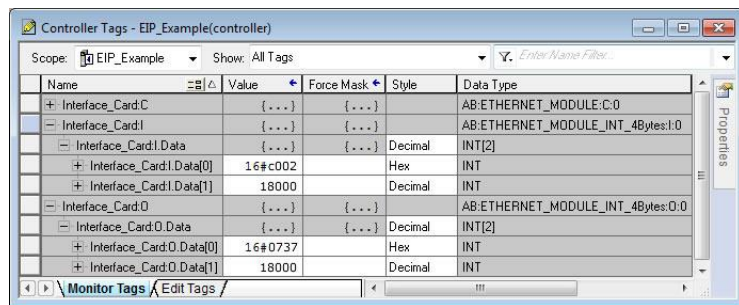 Controller Tags - EIP_Example(controller)
Scope: EIP_Example Show: All Tags Enter Name Filter...
Name Value Force Mask Style Data Type
Interface_Card:C {...} {...} AB:ETHERNET_MODULE:C:0
Interface_Card:I {...} {...} AB:ETHERNET_MODULE_INT_4Bytes:I:0
Interface_Card:I.Data {...} {...} Decimal INT[2]
Interface_Card:I.Data[0] 16#c002 Hex INT
Interface_Card:I.Data[1] 18000 Decimal INT
Interface_Card:O {...} {...} AB:ETHERNET_MODULE_INT_4Bytes:O:0
Interface_Card:O.Data {...} {...} Decimal INT[2]
Interface_Card:O.Data[0] 16#0737 Hex INT
Interface_Card:O.Data[1] 18000 Decimal INT
Monitor Tags Edit Tags
Properties